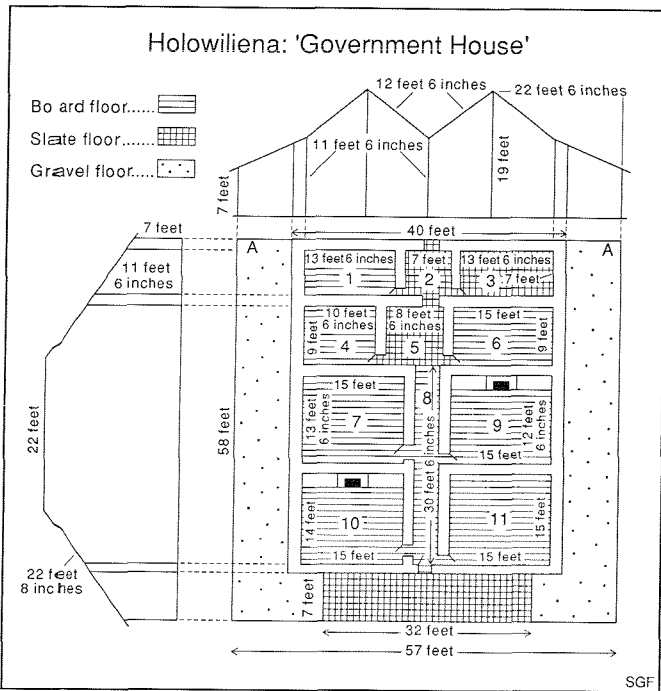 Holowiliena: 'Government House'
Board floor......
Slate floor......
Gravel floor.....
12 feet 6 inches
22 feet 6 inches
11 feet 6 inches
19 feet
7 feet
40 feet
7 feet
A
A
11 feet
6 inches
13 feet 6 inches
1
7 feet
2
13 feet 6 inches
3
7 feet
10 feet
6 inches
9 feet
4
8 feet
6 inches
5
15 feet
6
9 feet
22 feet
58 feet
15 feet
13 feet
6 inches
7
8
30 feet 6 inches
9
12 feet
6 inches
15 feet
14 feet
10
15 feet
11
15 feet
15 feet
22 feet
8 inches
7 feet
32 feet
57 feet
SGF